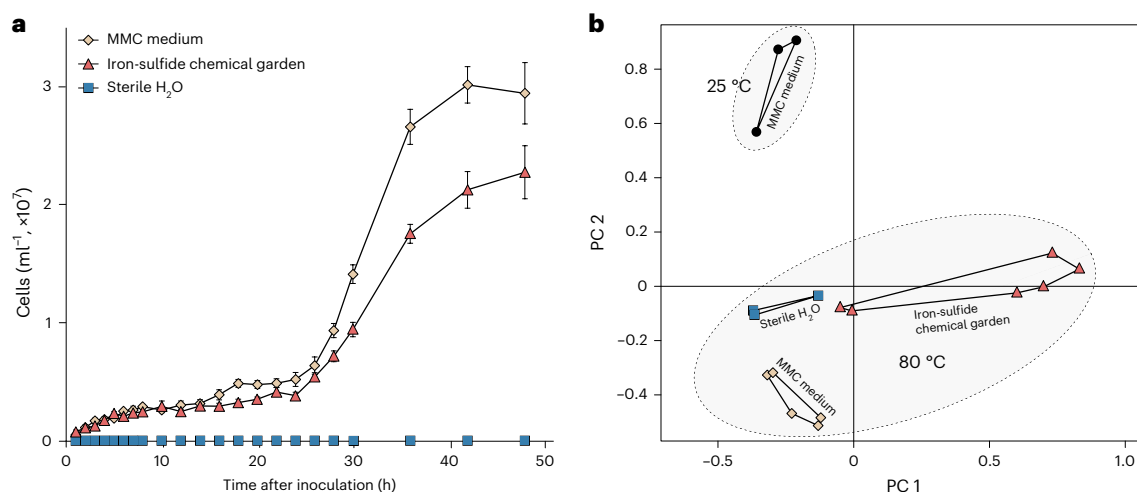 a
MMC medium
Iron-sulfide chemical garden
Sterile H2O
Cells (ml−1, ×10^7)
3
2
1
0
0
10
20
30
40
50
Time after inoculation (h)
b
PC 2
0.8
0.6
0.4
0.2
0
−0.2
−0.4
25 °C
MMC medium
Sterile H2O
Iron-sulfide
chemical garden
80 °C
MMC medium
−0.5
0
0.5
1.0
PC 1